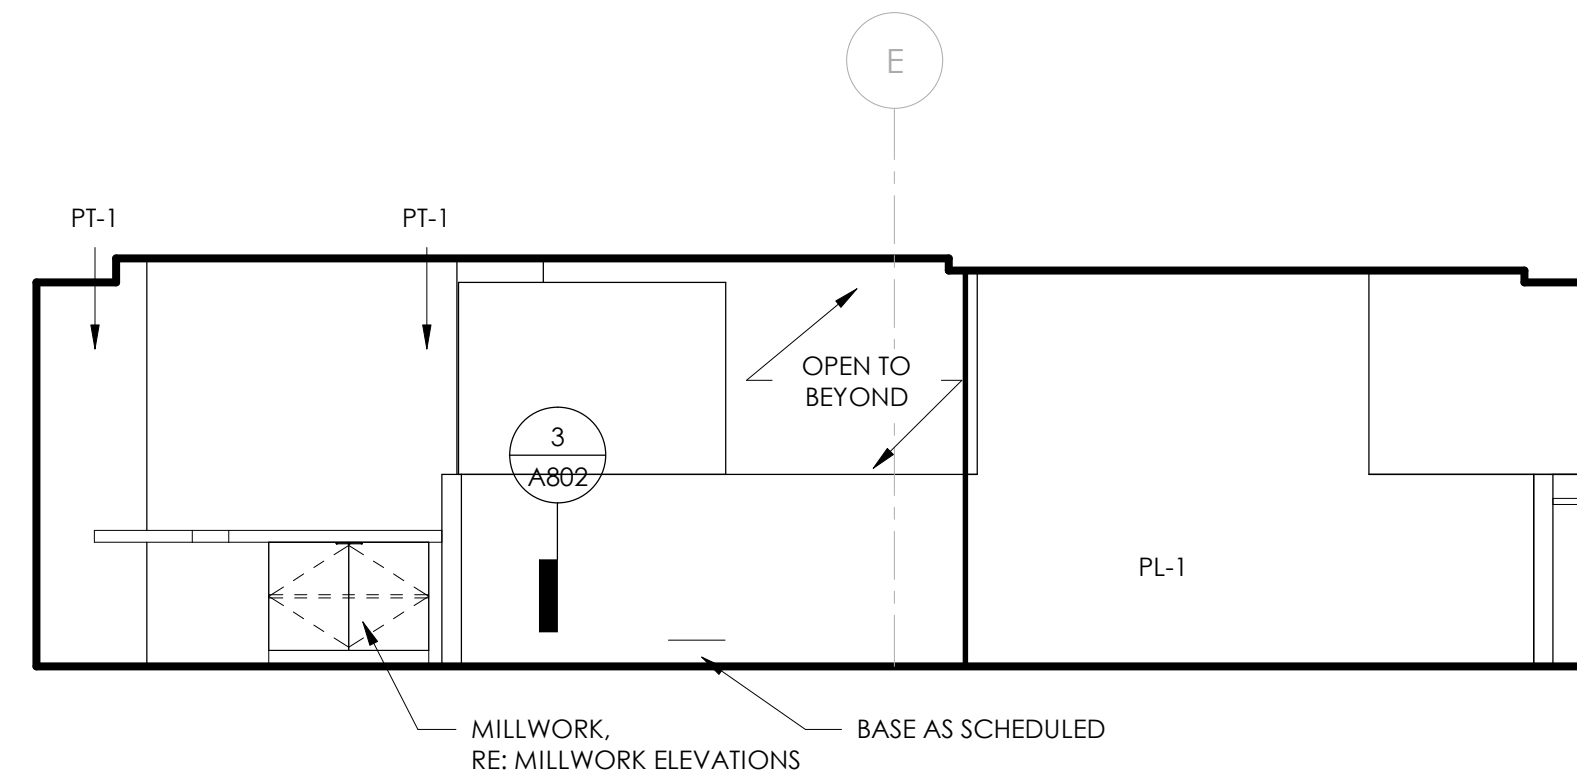 E
PT-1
PT-1
OPEN TO
BEYOND
3
A802
PL-1
MILLWORK,
RE: MILLWORK ELEVATIONS
BASE AS SCHEDULED